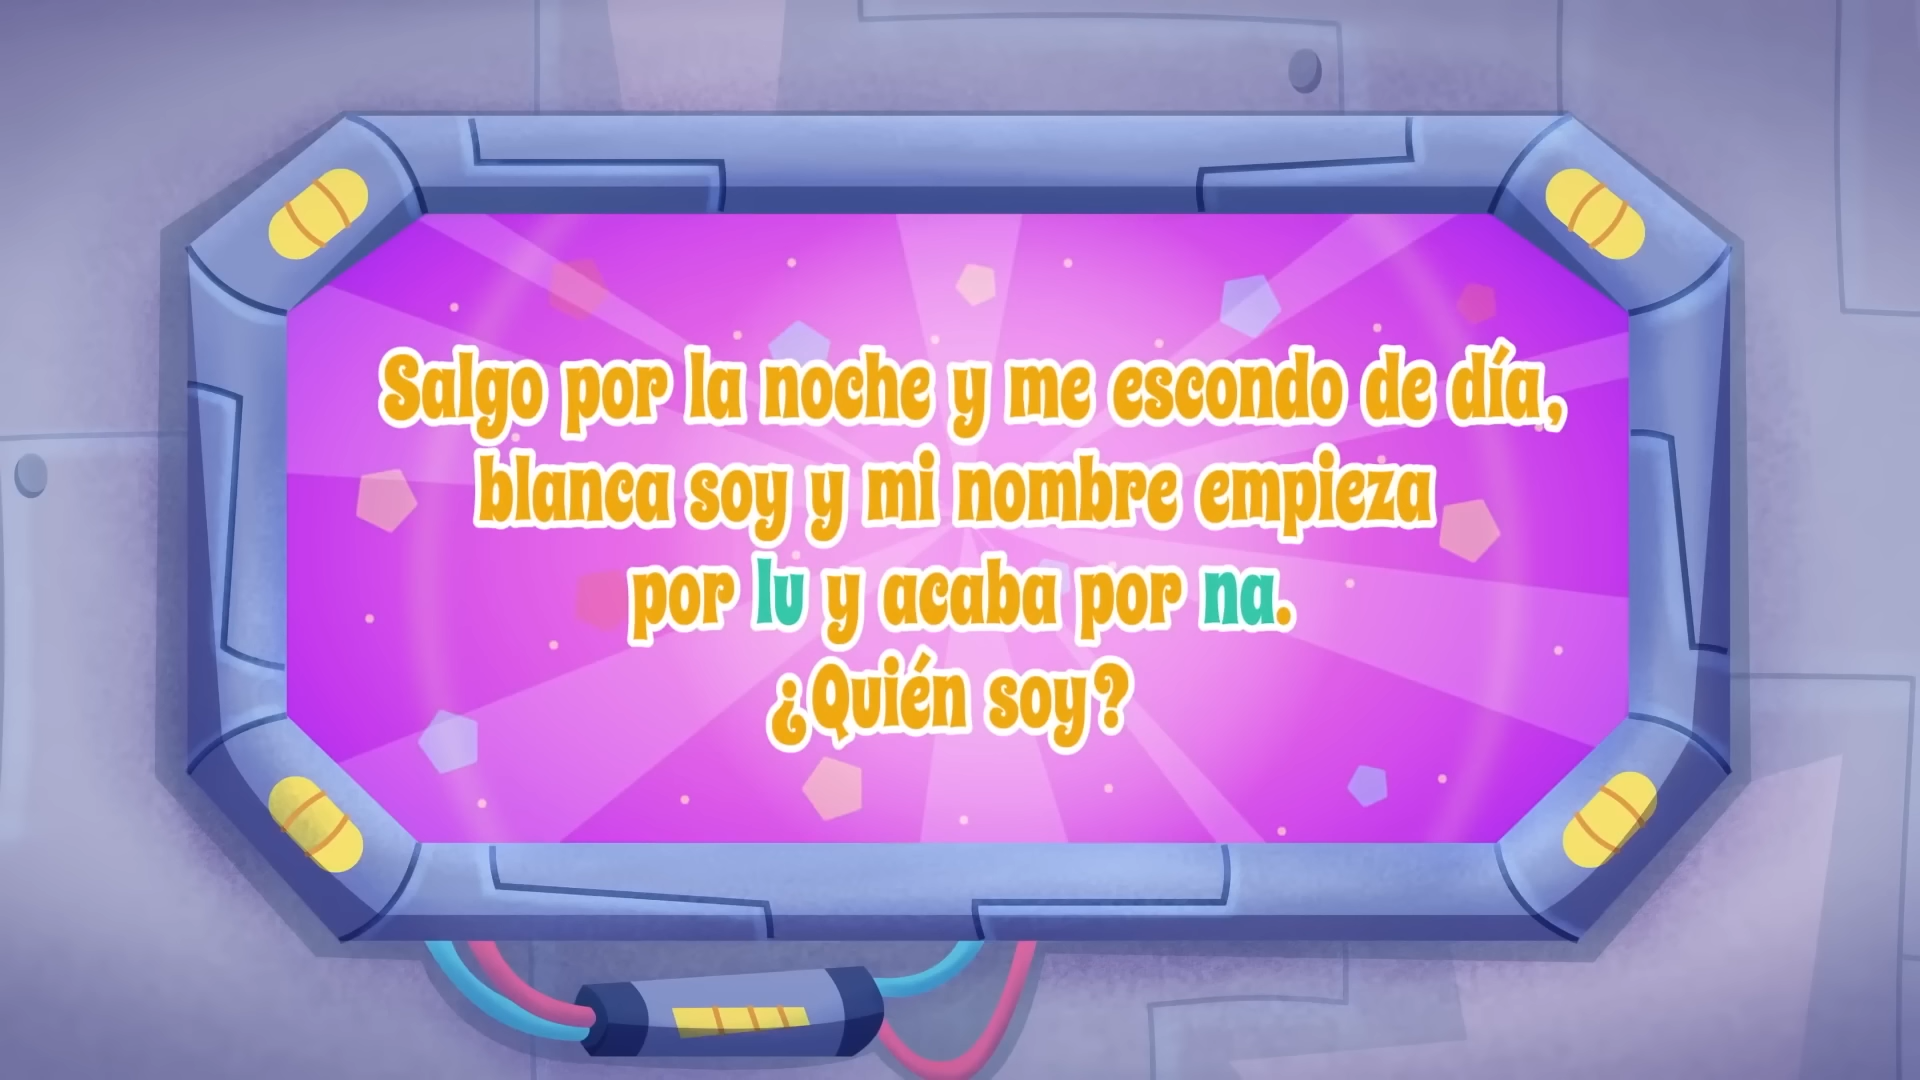 Salgo por la noche y me escondo de día,
blanca soy y mi nombre empieza
por lu y acaba por na.
¿Quién soy?